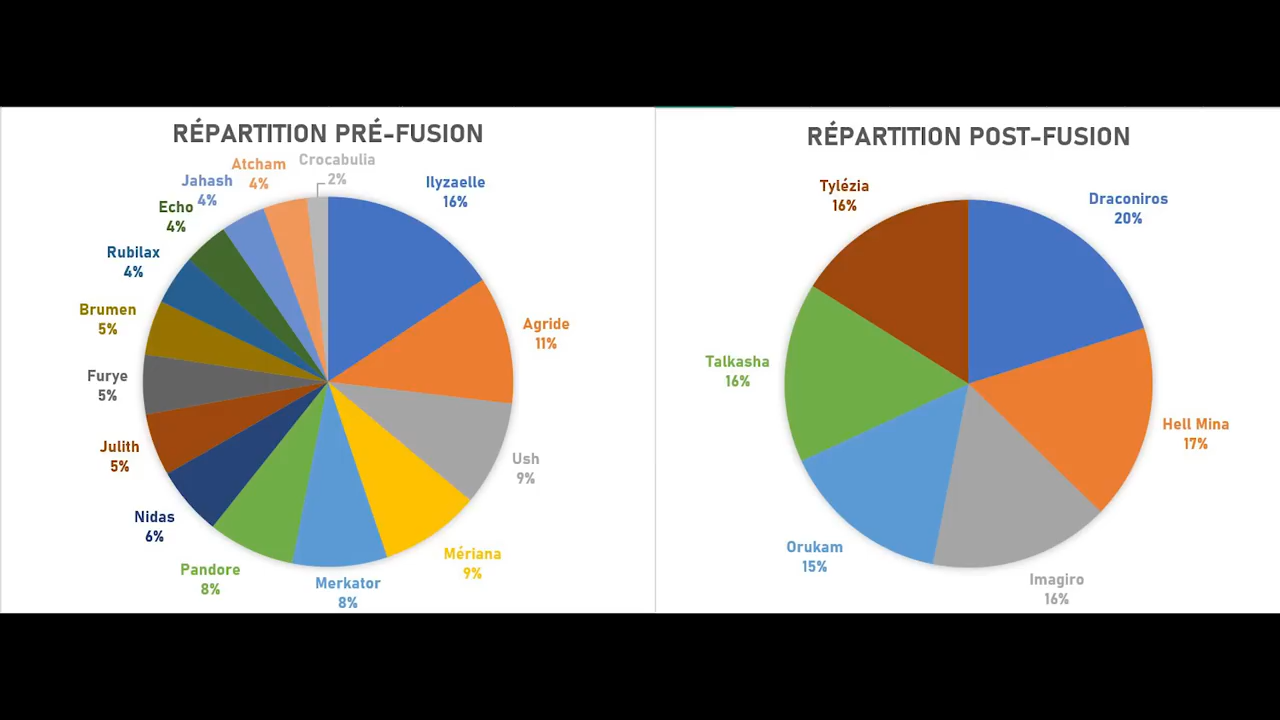 RÉPARTITION PRÉ-FUSION
Crocabulia
2%
Atcham
4%
Jahash
4%
Echo
4%
Rubilax
4%
Brumen
5%
Furye
5%
Julith
5%
Nidas
6%
Pandore
8%
Merkator
8%
Mériana
9%
Ush
9%
Agride
11%
Ilyzaelle
16%
RÉPARTITION POST-FUSION
Tylézia
16%
Draconiros
20%
Talkasha
16%
Hell Mina
17%
Orukam
15%
Imagiro
16%